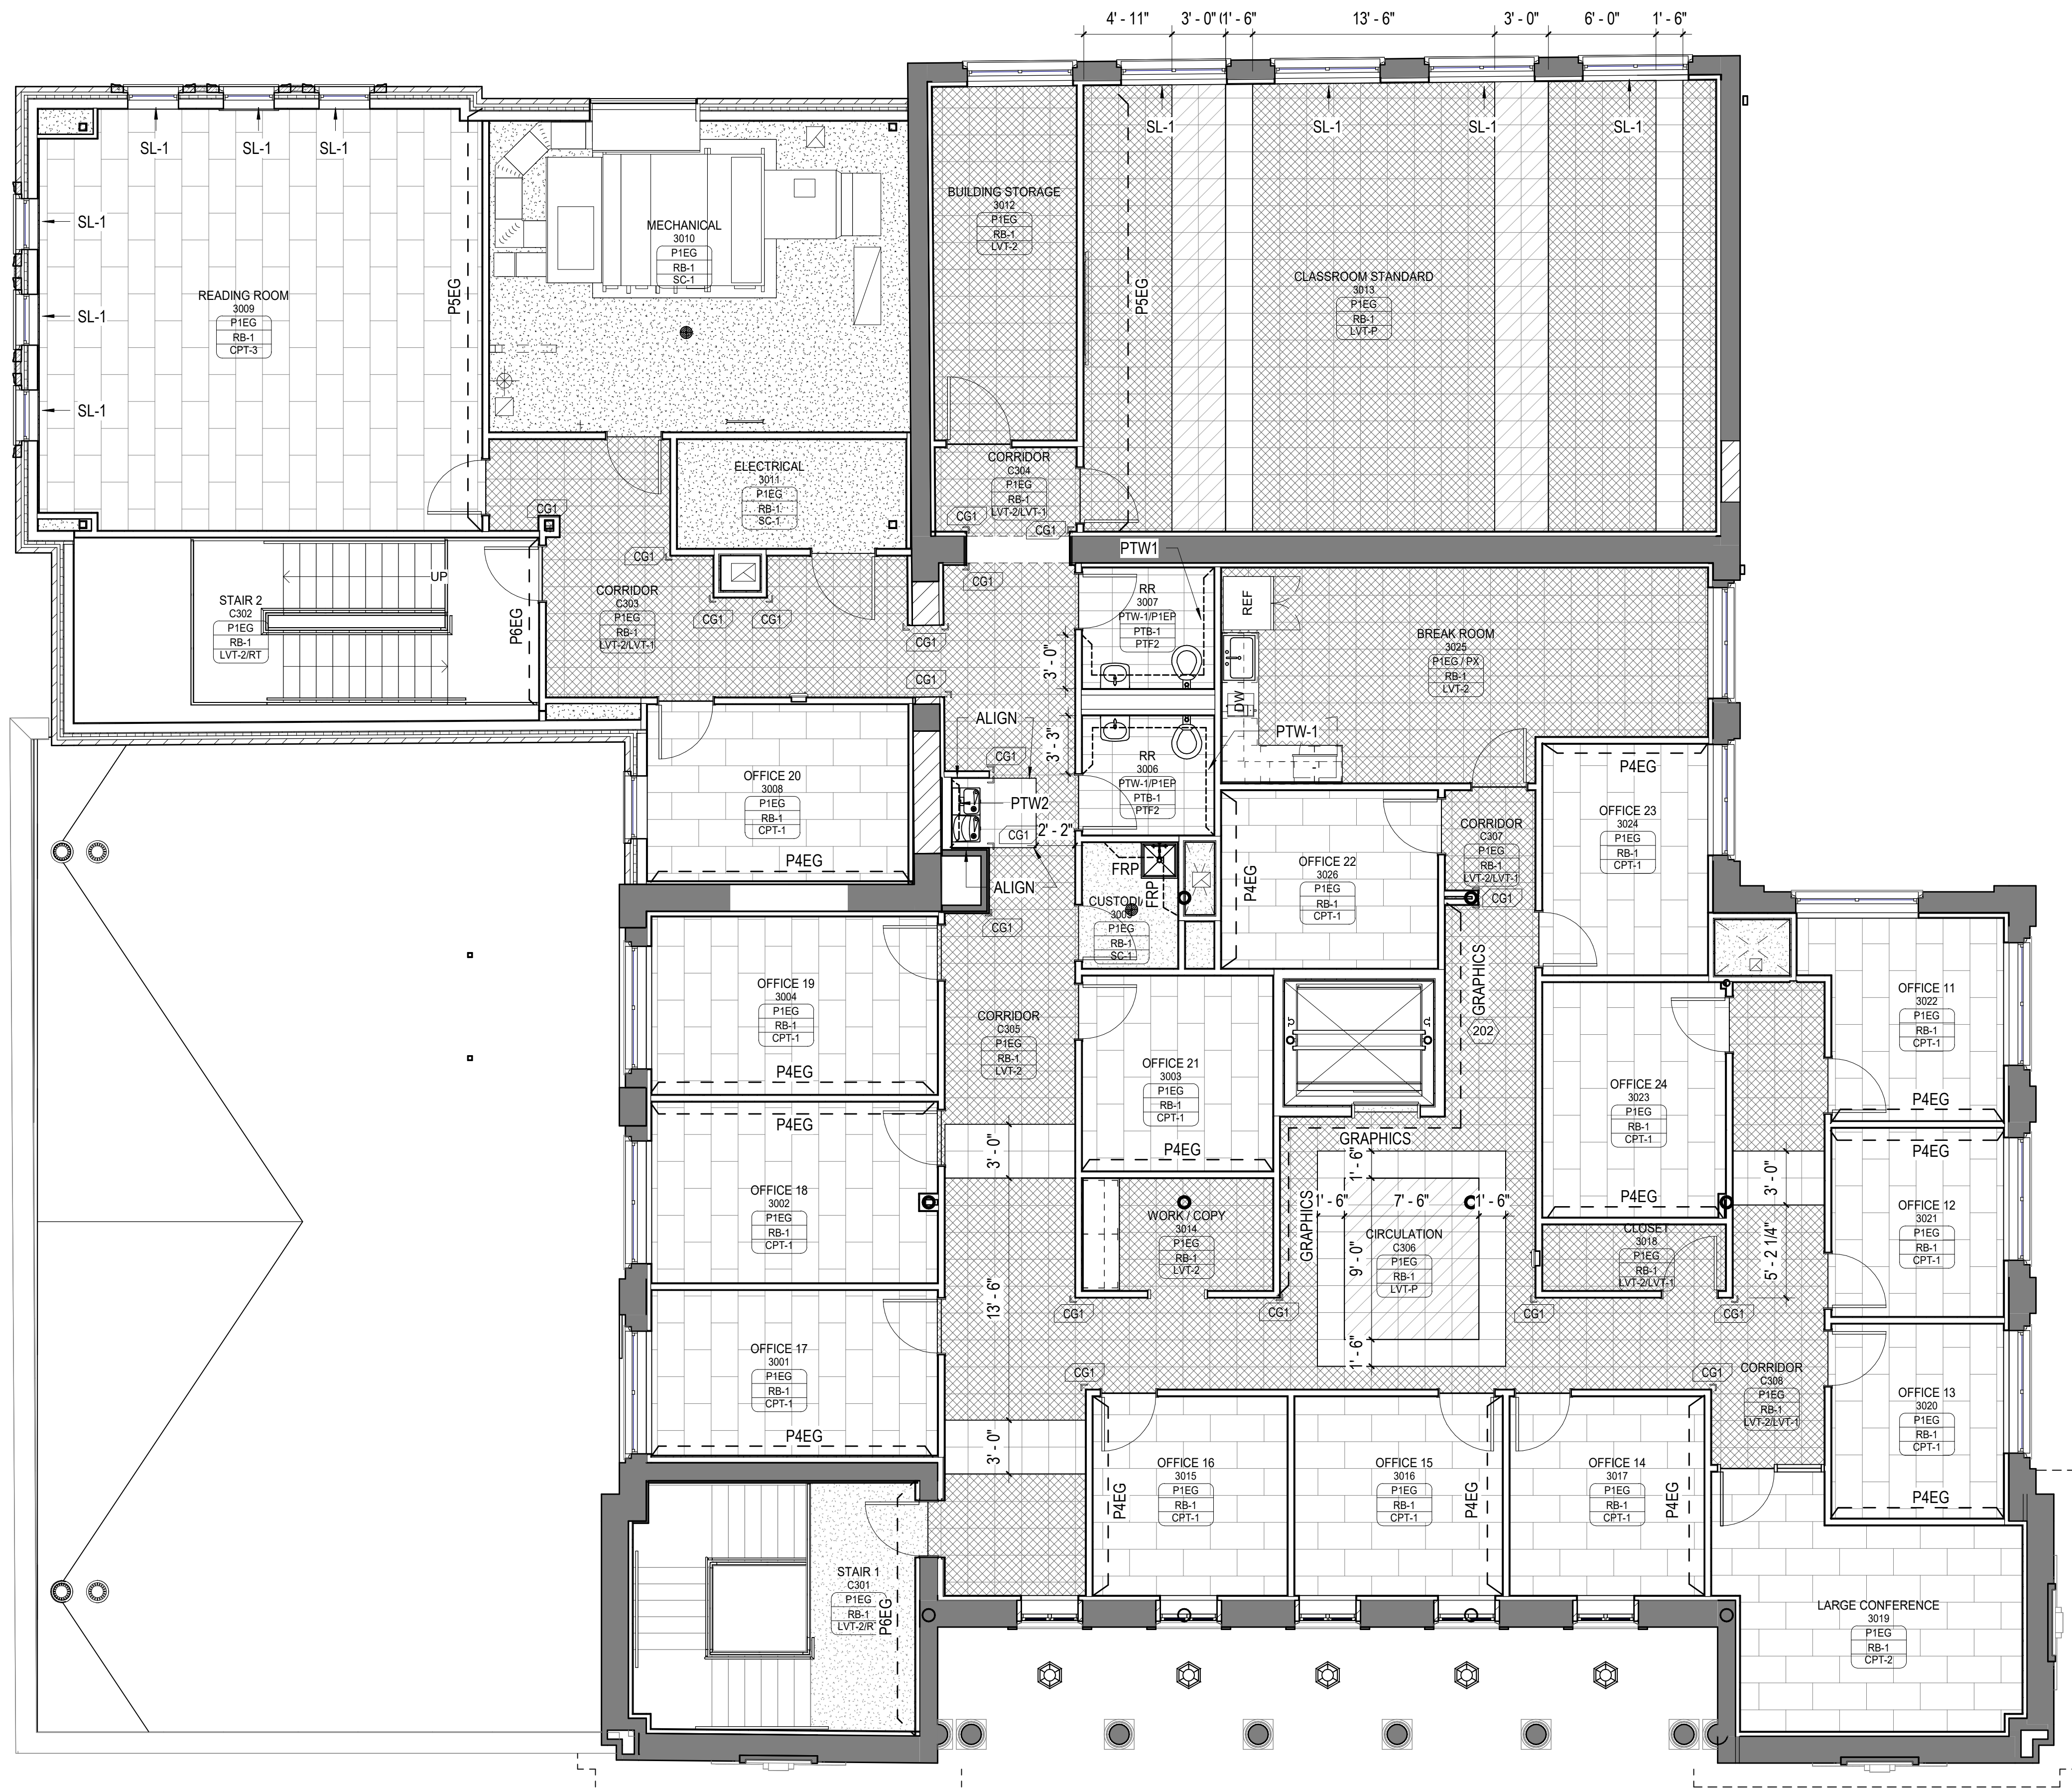 4' - 11"
3' - 0"
1' - 6"
13' - 6"
3' - 0"
6' - 0"
1' - 6"
SL-1
SL-1
SL-1
SL-1
SL-1
SL-1
SL-1
SL-1
SL-1
SL-1
READING ROOM
3009
P1EG
RB-1
CPT-3
P5EG
MECHANICAL
3010
P1EG
RB-1
SC-1
BUILDING STORAGE
3012
P1EG
RB-1
LVT-2
P5EG
CLASSROOM STANDARD
3013
P1EG
RB-1
LVT-P
ELECTRICAL
3011
P1EG
RB-1
SC-1
CORRIDOR
C304
P1EG
RB-1
LVT-2/LVT-1
CG1
CG1
CG1
CG1
CG1
PTW1
UP
STAIR 2
C302
P1EG
RB-1
LVT-2/RT
P6EG
CORRIDOR
C303
P1EG
RB-1
LVT-2/LVT-1
CG1
CG1
CG1
CG1
RR
3007
PTW-1/P1EP
PTB-1
PTF2
REF
DW
BREAK ROOM
3025
P1EG / PX
RB-1
LVT-2
3' - 0"
3' - 3"
ALIGN
CG1
PTW-1
RR
3006
PTW-1/P1EP
PTB-1
PTF2
OFFICE 20
3008
P1EG
RB-1
CPT-1
P4EG
PTW2
CG1
2' - 2"
ALIGN
CG1
FRP
FRP
3005
P1EG
RB-1
SC-1
OFFICE 22
3026
P1EG
RB-1
CPT-1
P4EG
CORRIDOR
C307
P1EG
RB-1
LVT-2/LVT-1
CG1
OFFICE 23
3024
P1EG
RB-1
CPT-1
P4EG
OFFICE 19
3004
P1EG
RB-1
CPT-1
P4EG
CORRIDOR
C305
P1EG
RB-1
LVT-2
OFFICE 21
3003
P1EG
RB-1
CPT-1
P4EG
GRAPHICS
202
OFFICE 11
3022
P1EG
RB-1
CPT-1
P4EG
OFFICE 24
3023
P1EG
RB-1
CPT-1
P4EG
P4EG
OFFICE 18
3002
P1EG
RB-1
CPT-1
3' - 0"
GRAPHICS
GRAPHICS
1' - 6"
1' - 6"
7' - 6"
1' - 6"
9' - 0"
1' - 6"
CIRCULATION
C306
P1EG
RB-1
LVT-P
WORK / COPY
3014
P1EG
RB-1
LVT-2
CLOSET
3018
P1EG
RB-1
LVT-2/LVT-1
3' - 0"
5' - 2 1/4"
P4EG
OFFICE 12
3021
P1EG
RB-1
CPT-1
13' - 6"
CG1
CG1
CG1
CG1
CG1
CG1
OFFICE 17
3001
P1EG
RB-1
CPT-1
P4EG
3' - 0"
CORRIDOR
C308
P1EG
RB-1
LVT-2/LVT-1
OFFICE 13
3020
P1EG
RB-1
CPT-1
P4EG
OFFICE 16
3015
P1EG
RB-1
CPT-1
P4EG
OFFICE 15
3016
P1EG
RB-1
CPT-1
P4EG
OFFICE 14
3017
P1EG
RB-1
CPT-1
P4EG
STAIR 1
C301
P1EG
RB-1
LVT-2/R
P6EG
LARGE CONFERENCE
3019
P1EG
RB-1
CPT-2